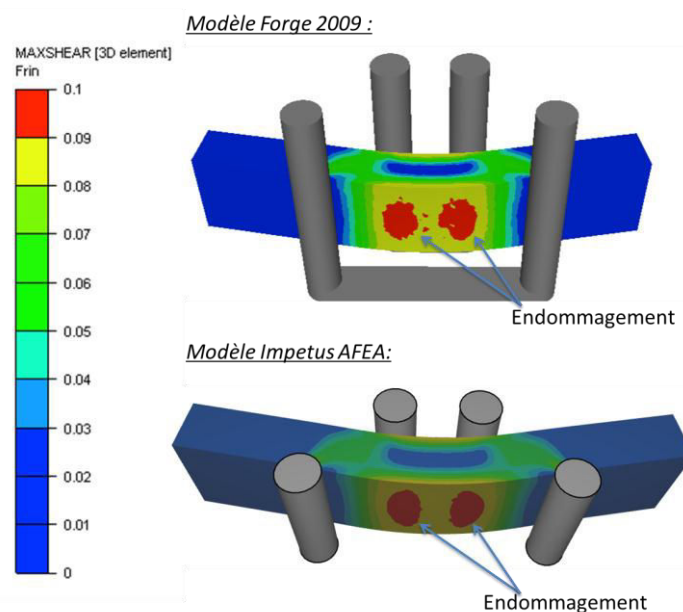 Modèle Forge 2009 :
MAXSHEAR [3D element]
Frin
0.1
0.09
0.08
0.07
0.06
0.05
0.04
0.03
0.02
0.01
0
Endommagement
Modèle Impetus AFEA:
Endommagement